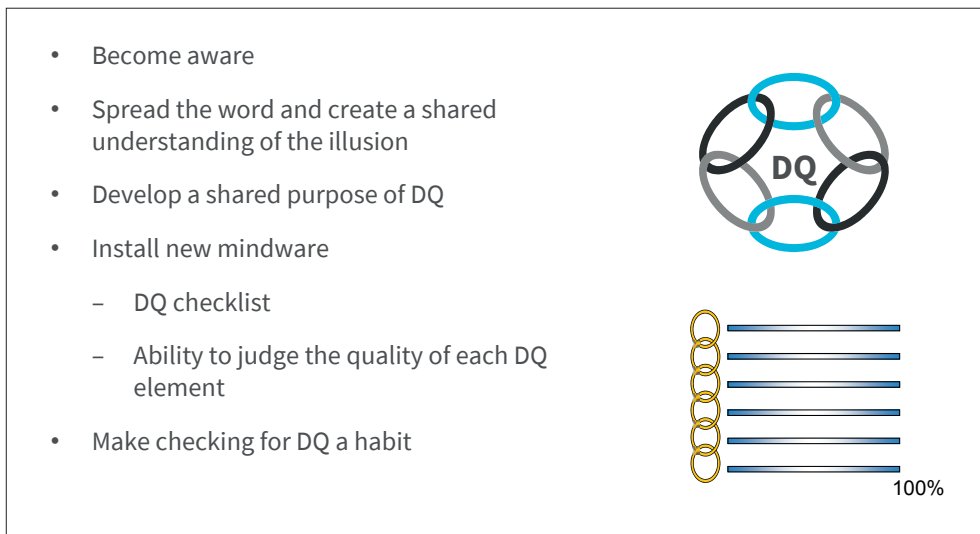 • Become aware
• Spread the word and create a shared
understanding of the illusion
• Develop a shared purpose of DQ
• Install new mindware
– DQ checklist
– Ability to judge the quality of each DQ
element
• Make checking for DQ a habit
DQ
100%